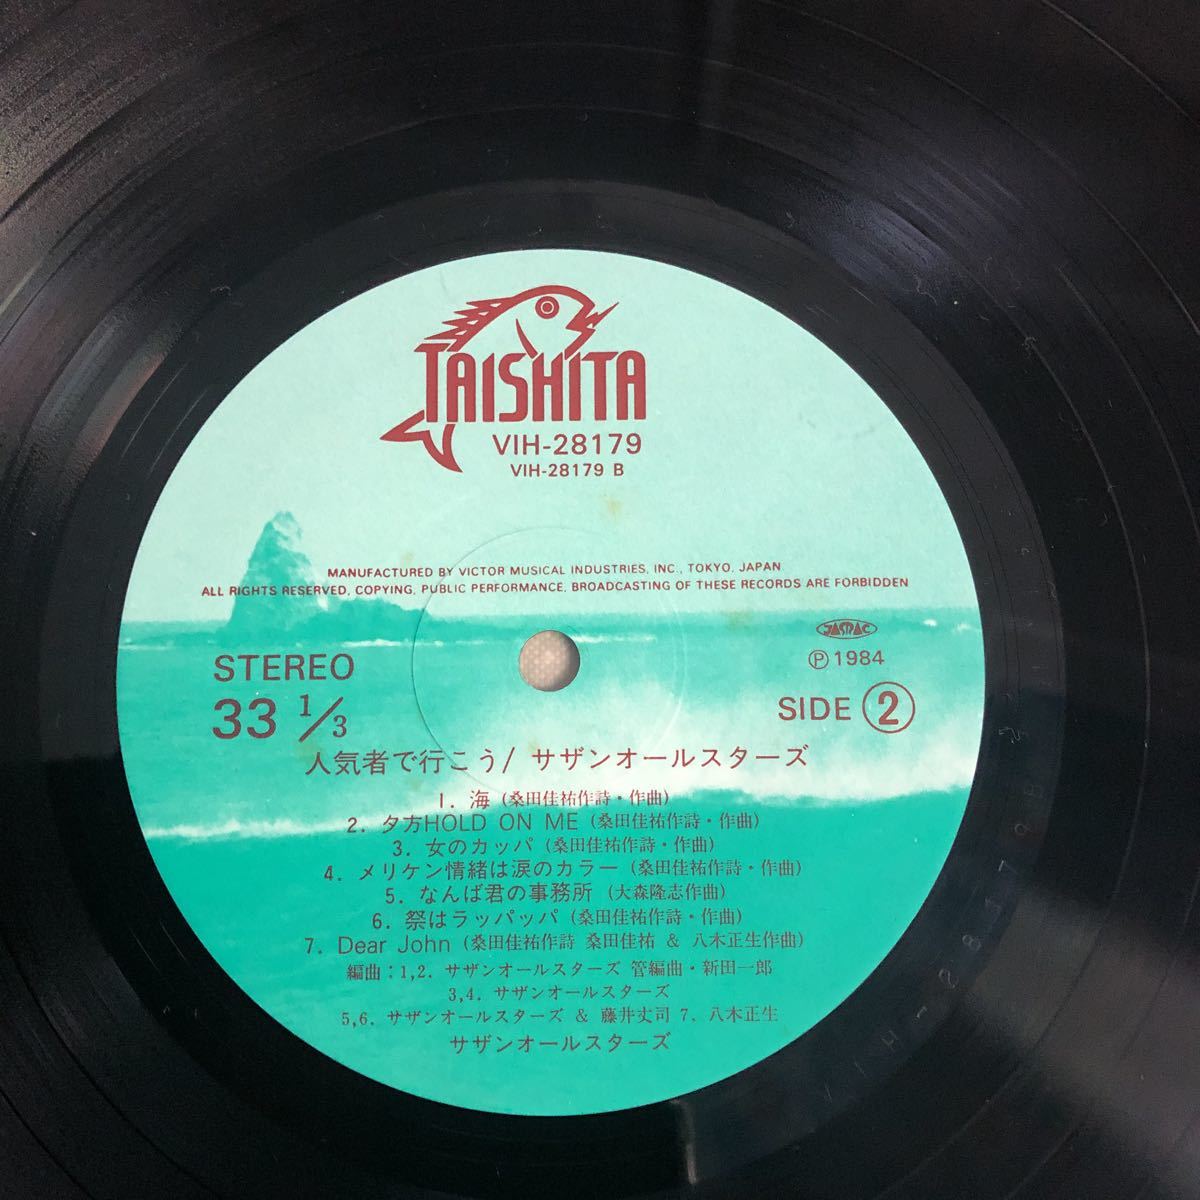 TAISHITA
VIH-28179
VIH-28179 B
MANUFACTURED BY VICTOR MUSICAL INDUSTRIES, INC., TOKYO. JAPAN
ALL RIGHTS RESERVED, COPYING, PUBLIC PERFORMANCE, BROADCASTING OF THESE RECORDS ARE FORBIDDEN
JASRAC
STEREO
℗1984
33 1/3
SIDE ②
人気者で行こう/ サザンオールスターズ
1. 海 (桑田佳祐作詩・作曲)
2. 夕方HOLD ON ME (桑田佳祐作詩・作曲)
3. 女のカッパ (桑田佳祐作詩・作曲)
4. メリケン情緒は涙のカラー (桑田佳祐作詩・作曲)
5. なんば君の事務所 (大森隆志作曲)
6. 祭はラッパッパ (桑田佳祐作詩・作曲)
7. Dear John (桑田佳祐作詩 桑田佳祐 & 八木正生作曲)
編曲:1,2. サザンオールスターズ 管編曲・新田一郎
3,4. サザンオールスターズ
5,6. サザンオールスターズ & 藤井丈司 7. 八木正生
サザンオールスターズ